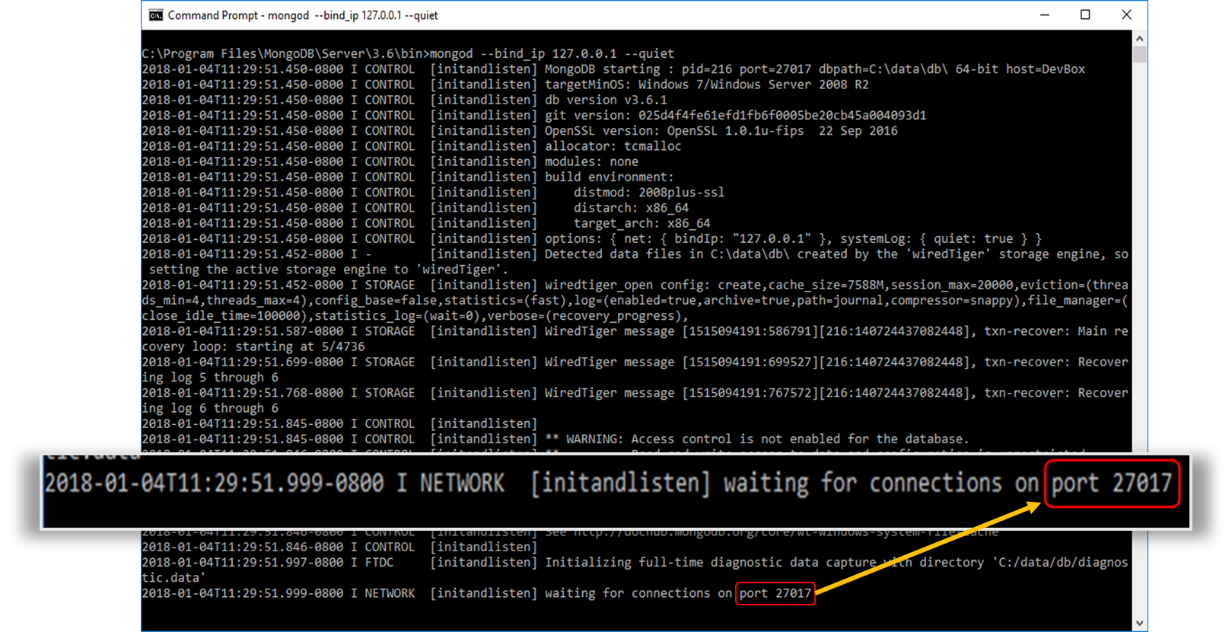 Command Prompt - mongod --bind_ip 127.0.0.1 --quiet
C:\Program Files\MongoDB\Server\3.6\bin>mongod --bind_ip 127.0.0.1 --quiet
2018-01-04T11:29:51.450-0800 I CONTROL  [initandlisten] MongoDB starting : pid=216 port=27017 dbpath=C:\data\db\ 64-bit host=DevBox
2018-01-04T11:29:51.450-0800 I CONTROL  [initandlisten] targetMinOS: Windows 7/Windows Server 2008 R2
2018-01-04T11:29:51.450-0800 I CONTROL  [initandlisten] db version v3.6.1
2018-01-04T11:29:51.450-0800 I CONTROL  [initandlisten] git version: 025d4f4fe61efd1fb6f0005be20cb45a004093d1
2018-01-04T11:29:51.450-0800 I CONTROL  [initandlisten] OpenSSL version: OpenSSL 1.0.1u-fips  22 Sep 2016
2018-01-04T11:29:51.450-0800 I CONTROL  [initandlisten] allocator: tcmalloc
2018-01-04T11:29:51.450-0800 I CONTROL  [initandlisten] modules: none
2018-01-04T11:29:51.450-0800 I CONTROL  [initandlisten] build environment:
2018-01-04T11:29:51.450-0800 I CONTROL  [initandlisten]     distmod: 2008plus-ssl
2018-01-04T11:29:51.450-0800 I CONTROL  [initandlisten]     distarch: x86_64
2018-01-04T11:29:51.450-0800 I CONTROL  [initandlisten]     target_arch: x86_64
2018-01-04T11:29:51.450-0800 I CONTROL  [initandlisten] options: { net: { bindIp: "127.0.0.1" }, systemLog: { quiet: true } }
2018-01-04T11:29:51.452-0800 I -        [initandlisten] Detected data files in C:\data\db\ created by the 'wiredTiger' storage engine, so
 setting the active storage engine to 'wiredTiger'.
2018-01-04T11:29:51.452-0800 I STORAGE  [initandlisten] wiredtiger_open config: create,cache_size=7588M,session_max=20000,eviction=(threa
ds_min=4,threads_max=4),config_base=false,statistics=(fast),log=(enabled=true,archive=true,path=journal,compressor=snappy),file_manager=(
close_idle_time=100000),statistics_log=(wait=0),verbose=(recovery_progress),
2018-01-04T11:29:51.587-0800 I STORAGE  [initandlisten] WiredTiger message [1515094191:586791][216:140724437082448], txn-recover: Main re
covery loop: starting at 5/4736
2018-01-04T11:29:51.699-0800 I STORAGE  [initandlisten] WiredTiger message [1515094191:699527][216:140724437082448], txn-recover: Recover
ing log 5 through 6
2018-01-04T11:29:51.768-0800 I STORAGE  [initandlisten] WiredTiger message [1515094191:767572][216:140724437082448], txn-recover: Recover
ing log 6 through 6
2018-01-04T11:29:51.845-0800 I CONTROL  [initandlisten]
2018-01-04T11:29:51.845-0800 I CONTROL  [initandlisten] ** WARNING: Access control is not enabled for the database.
2018-01-04T11:29:51.999-0800 I NETWORK  [initandlisten] waiting for connections on port 27017
2018-01-04T11:29:51.846-0800 I CONTROL  [initandlisten] See http://dochub.mongodb.org/core/wt-windows-system-file-cache
2018-01-04T11:29:51.846-0800 I CONTROL  [initandlisten]
2018-01-04T11:29:51.997-0800 I FTDC     [initandlisten] Initializing full-time diagnostic data capture with directory 'C:/data/db/diagnos
tic.data'
2018-01-04T11:29:51.999-0800 I NETWORK  [initandlisten] waiting for connections on port 27017